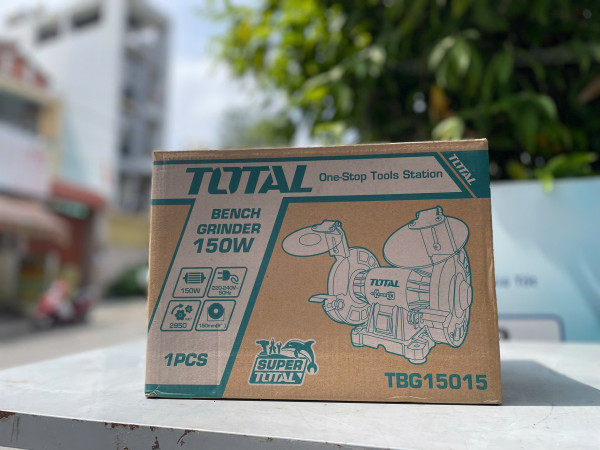 TOTAL
One-Stop Tools Station
TOTAL
BENCH
GRINDER
150W
150W
220-240V~
50Hz
2950
1PCS
SUPER
TOTAL
TOTAL
TBG15015